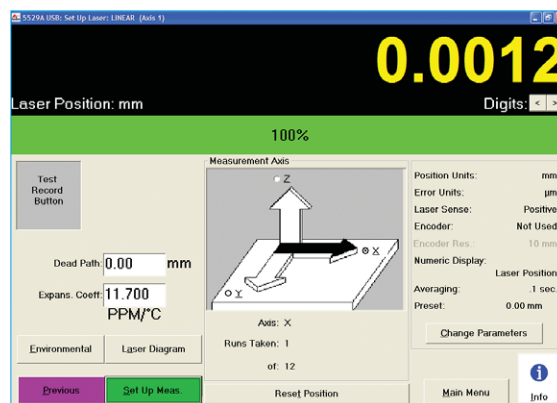 5529A USB: Set Up Laser: LINEAR (Axis 1)
0.0012
Laser Position: mm
Digits: < >
100%
Test
Record
Button
Dead Path: 0.00 mm
Expans. Coeff: 11.700
PPM/°C
Environmental
Laser Diagram
Previous
Set Up Meas.
Measurement Axis
Z
X
Y
Axis: X
Runs Taken: 1
of: 12
Reset Position
Position Units: mm
Error Units: µm
Laser Sense: Positive
Encoder: Not Used
Encoder Res.: 10 mm
Numeric Display:
Laser Position
Averaging: .1 sec.
Preset: 0.00 mm
Change Parameters
Main Menu
i
Info